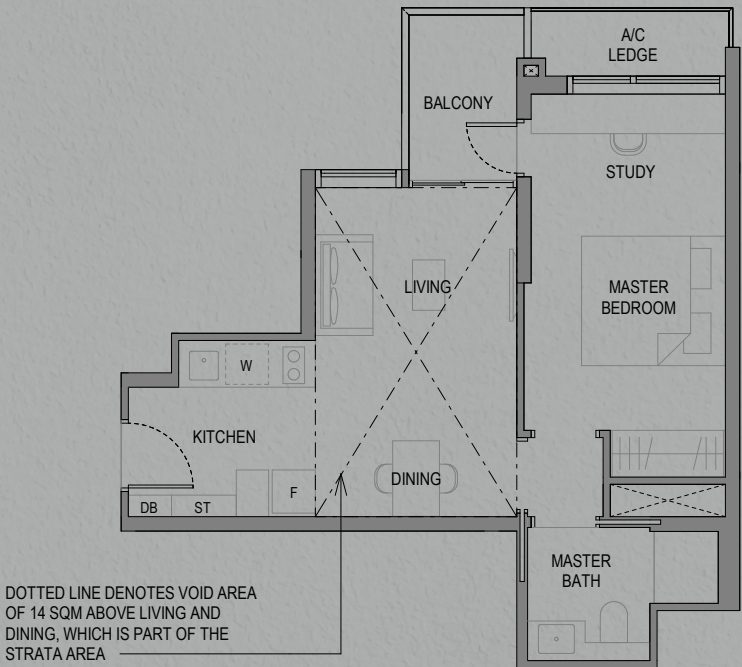 A/C
LEDGE
BALCONY
STUDY
LIVING
MASTER
BEDROOM
W
KITCHEN
DINING
F
DB
ST
MASTER
BATH
DOTTED LINE DENOTES VOID AREA
OF 14 SQM ABOVE LIVING AND
DINING, WHICH IS PART OF THE
STRATA AREA